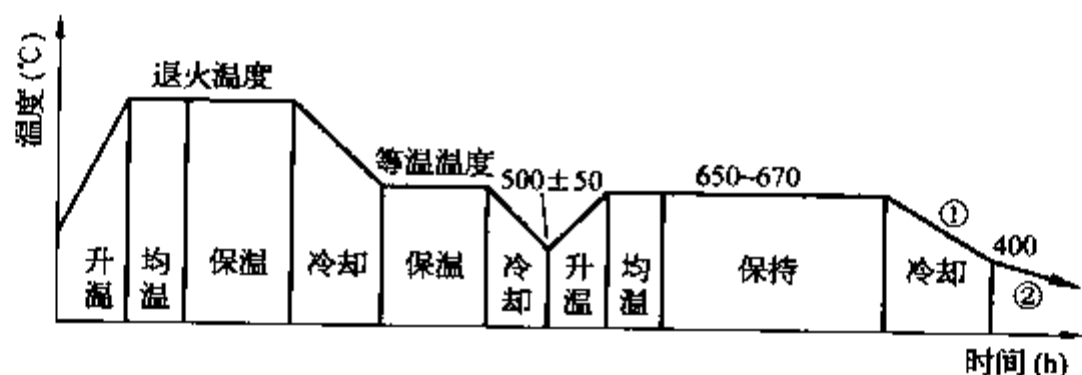 温度 (℃)
退火温度
等温温度
500±50
650~670
①
400
②
升温
均温
保温
冷却
保温
冷却
升温
均温
保持
冷却
时间 (h)